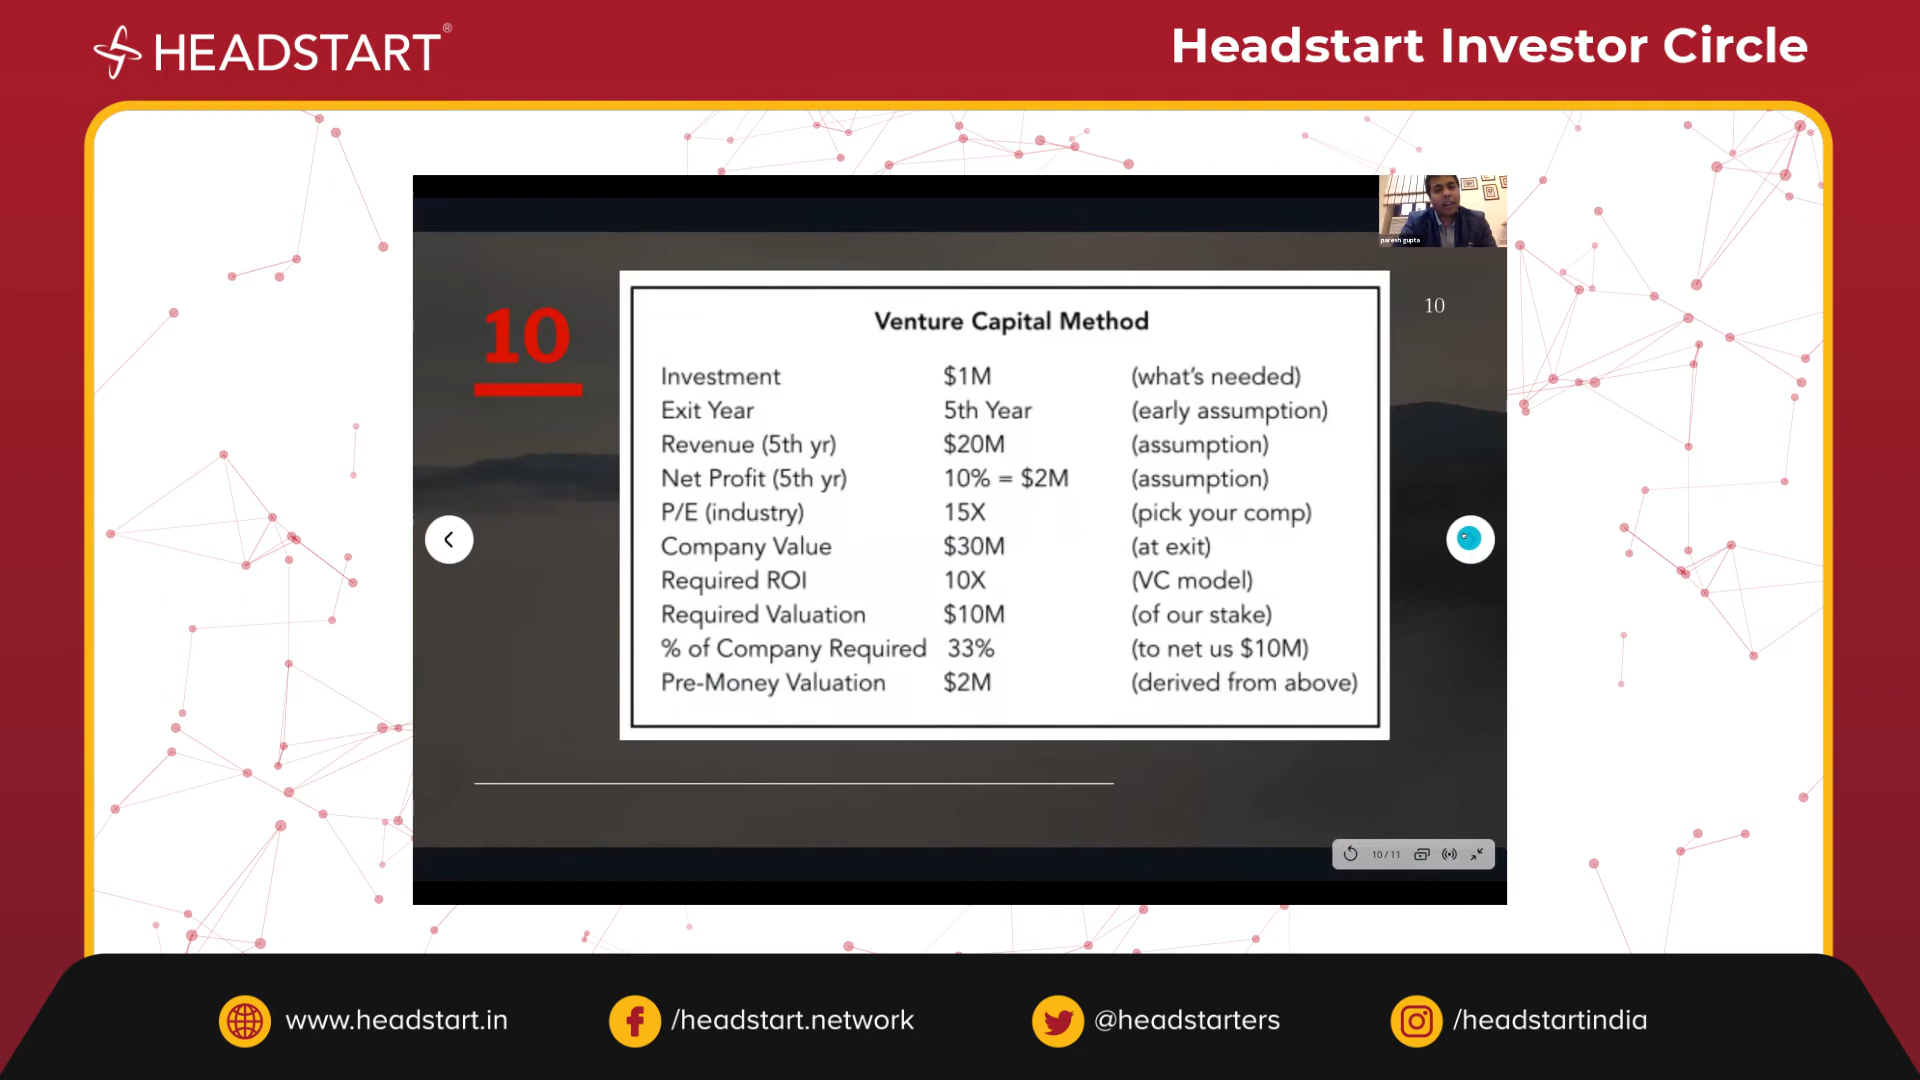 HEADSTART®
Headstart Investor Circle
paresh gupta
10
10
Venture Capital Method
Investment $1M (what's needed)
Exit Year 5th Year (early assumption)
Revenue (5th yr) $20M (assumption)
Net Profit (5th yr) 10% = $2M (assumption)
P/E (industry) 15X (pick your comp)
Company Value $30M (at exit)
Required ROI 10X (VC model)
Required Valuation $10M (of our stake)
% of Company Required 33% (to net us $10M)
Pre-Money Valuation $2M (derived from above)
10 / 11
www.headstart.in /headstart.network @headstarters /headstartindia